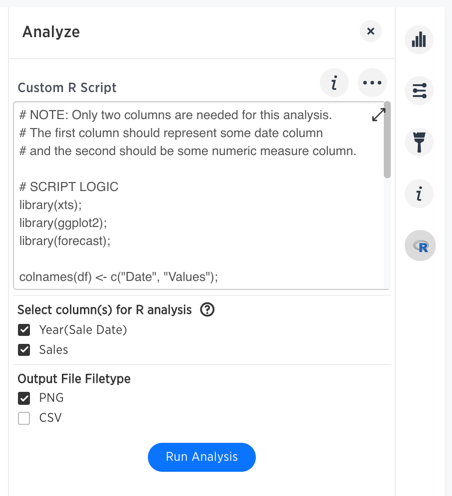 Analyze
Custom R Script
# NOTE: Only two columns are needed for this analysis.
# The first column should represent some date column
# and the second should be some numeric measure column.
# SCRIPT LOGIC
library(xts);
library(ggplot2);
library(forecast);
colnames(df) <- c("Date", "Values");
Select column(s) for R analysis
Year(Sale Date)
Sales
Output File Filetype
PNG
CSV
Run Analysis